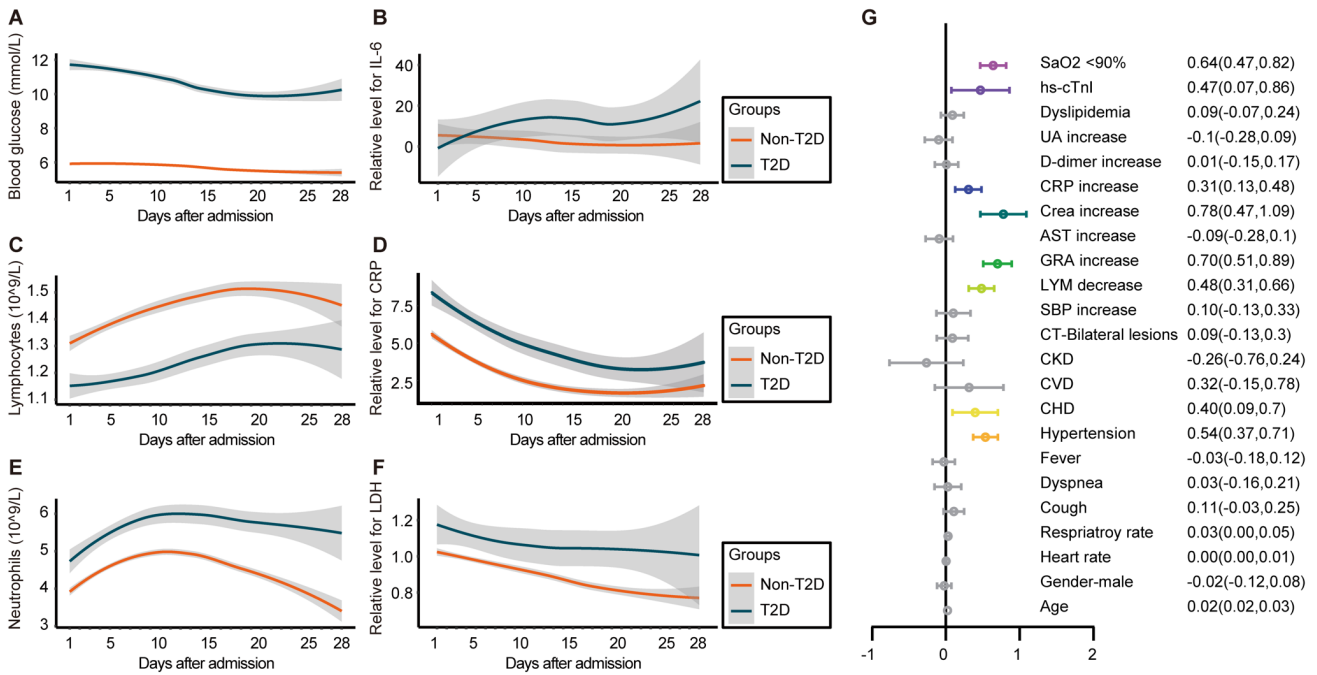 A
Blood glucose (mmol/L)
12
10
8
6
1
5
10
15
20
25
28
Days after admission
B
Relative level for IL-6
40
20
0
1
5
10
15
20
25
28
Days after admission
Groups
Non-T2D
T2D
C
Lymphocytes (10^9/L)
1.5
1.4
1.3
1.2
1.1
1
5
10
15
20
25
28
Days after admission
D
Relative level for CRP
7.5
5.0
2.5
1
5
10
15
20
25
28
Days after admission
Groups
Non-T2D
T2D
E
Neutrophils (10^9/L)
6
5
4
3
1
5
10
15
20
25
28
Days after admission
F
Relative level for LDH
1.2
1.0
0.8
1
5
10
15
20
25
28
Days after admission
Groups
Non-T2D
T2D
G
SaO2 <90% 0.64(0.47,0.82)
hs-cTnI 0.47(0.07,0.86)
Dyslipidemia 0.09(-0.07,0.24)
UA increase -0.1(-0.28,0.09)
D-dimer increase 0.01(-0.15,0.17)
CRP increase 0.31(0.13,0.48)
Crea increase 0.78(0.47,1.09)
AST increase -0.09(-0.28,0.1)
GRA increase 0.70(0.51,0.89)
LYM decrease 0.48(0.31,0.66)
SBP increase 0.10(-0.13,0.33)
CT-Bilateral lesions 0.09(-0.13,0.3)
CKD -0.26(-0.76,0.24)
CVD 0.32(-0.15,0.78)
CHD 0.40(0.09,0.7)
Hypertension 0.54(0.37,0.71)
Fever -0.03(-0.18,0.12)
Dyspnea 0.03(-0.16,0.21)
Cough 0.11(-0.03,0.25)
Respriatroy rate 0.03(0.00,0.05)
Heart rate 0.00(0.00,0.01)
Gender-male -0.02(-0.12,0.08)
Age 0.02(0.02,0.03)
-1
0
1
2